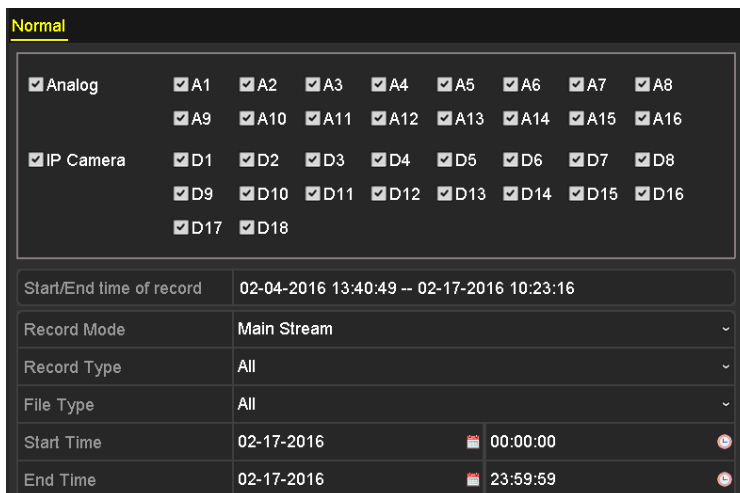 Normal
Analog A1 A2 A3 A4 A5 A6 A7 A8
A9 A10 A11 A12 A13 A14 A15 A16
IP Camera D1 D2 D3 D4 D5 D6 D7 D8
D9 D10 D11 D12 D13 D14 D15 D16
D17 D18
Start/End time of record 02-04-2016 13:40:49 -- 02-17-2016 10:23:16
Record Mode Main Stream
Record Type All
File Type All
Start Time 02-17-2016 00:00:00
End Time 02-17-2016 23:59:59